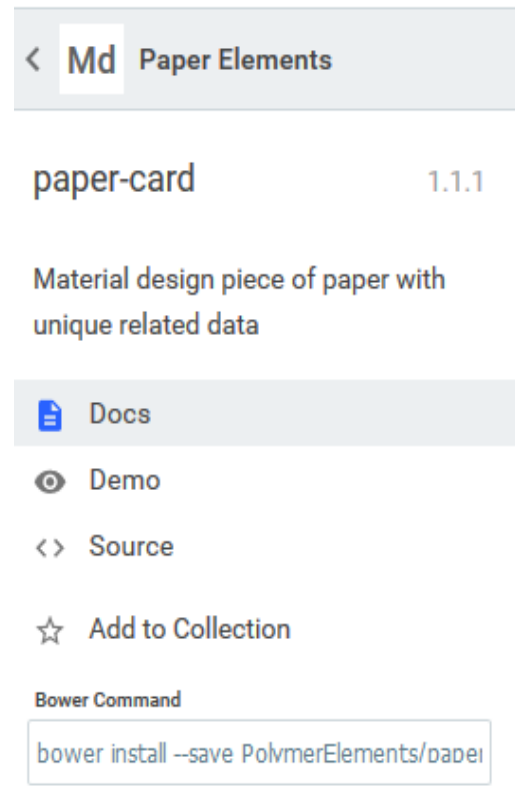 Md Paper Elements
paper-card 1.1.1
Material design piece of paper with
unique related data
Docs
Demo
Source
Add to Collection
Bower Command
bower install --save PolymerElements/paper